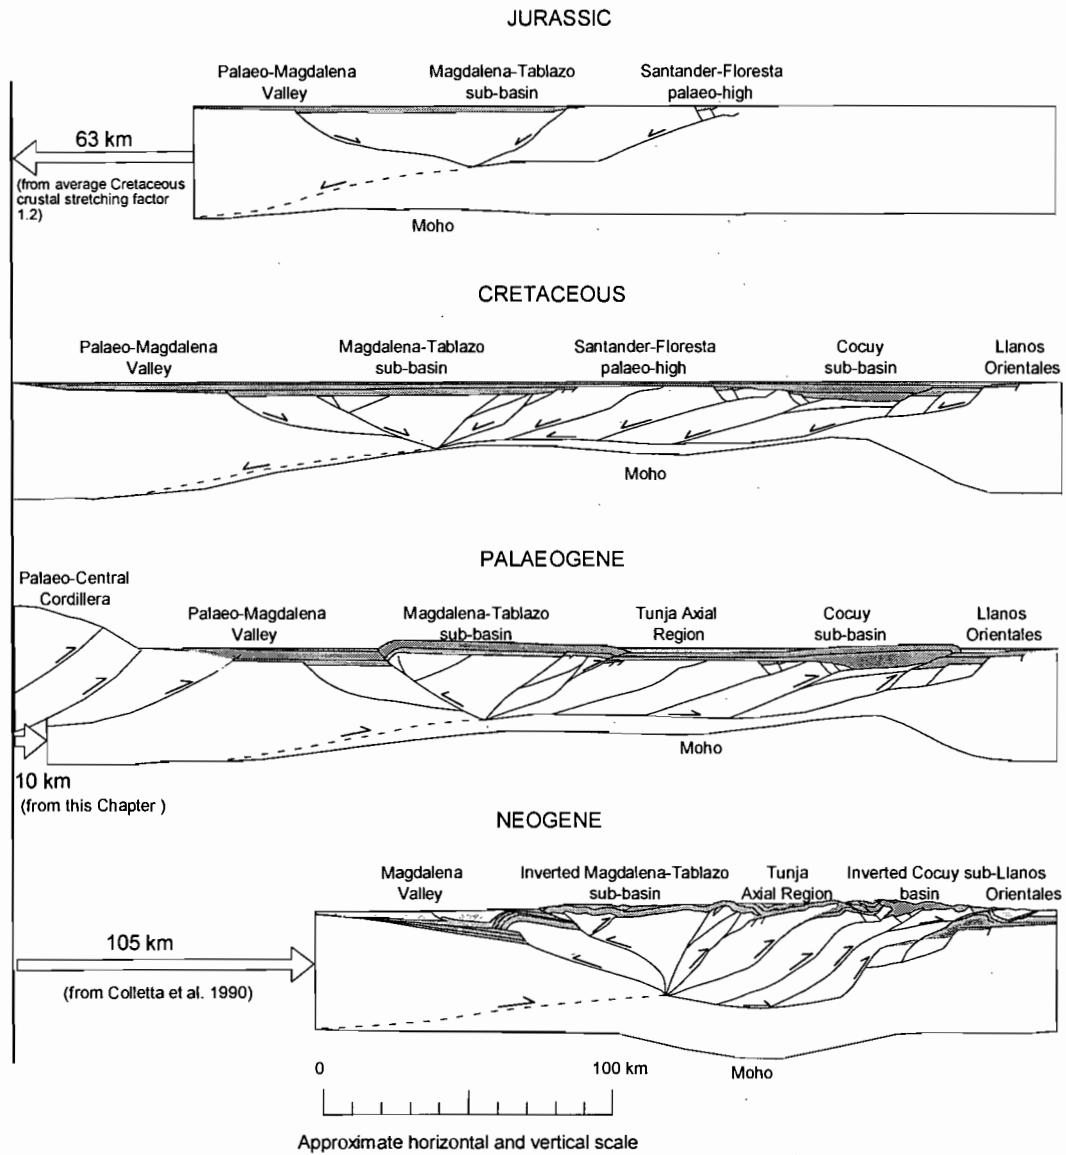 JURASSIC
Palaeo-Magdalena
Valley
Magdalena-Tablazo
sub-basin
Santander-Floresta
palaeo-high
63 km
(from average Cretaceous
crustal stretching factor
1.2)
Moho
CRETACEOUS
Palaeo-Magdalena
Valley
Magdalena-Tablazo
sub-basin
Santander-Floresta
palaeo-high
Cocuy
sub-basin
Llanos
Orientales
Moho
PALAEOGENE
Palaeo-Central
Cordillera
Palaeo-Magdalena
Valley
Magdalena-Tablazo
sub-basin
Tunja Axial
Region
Cocuy
sub-basin
Llanos
Orientales
Moho
10 km
(from this Chapter )
NEOGENE
Magdalena
Valley
Inverted Magdalena-Tablazo
sub-basin
Tunja
Axial Region
Inverted Cocuy sub-Llanos
basin Orientales
105 km
(from Colletta et al. 1990)
Moho
0 100 km
Approximate horizontal and vertical scale